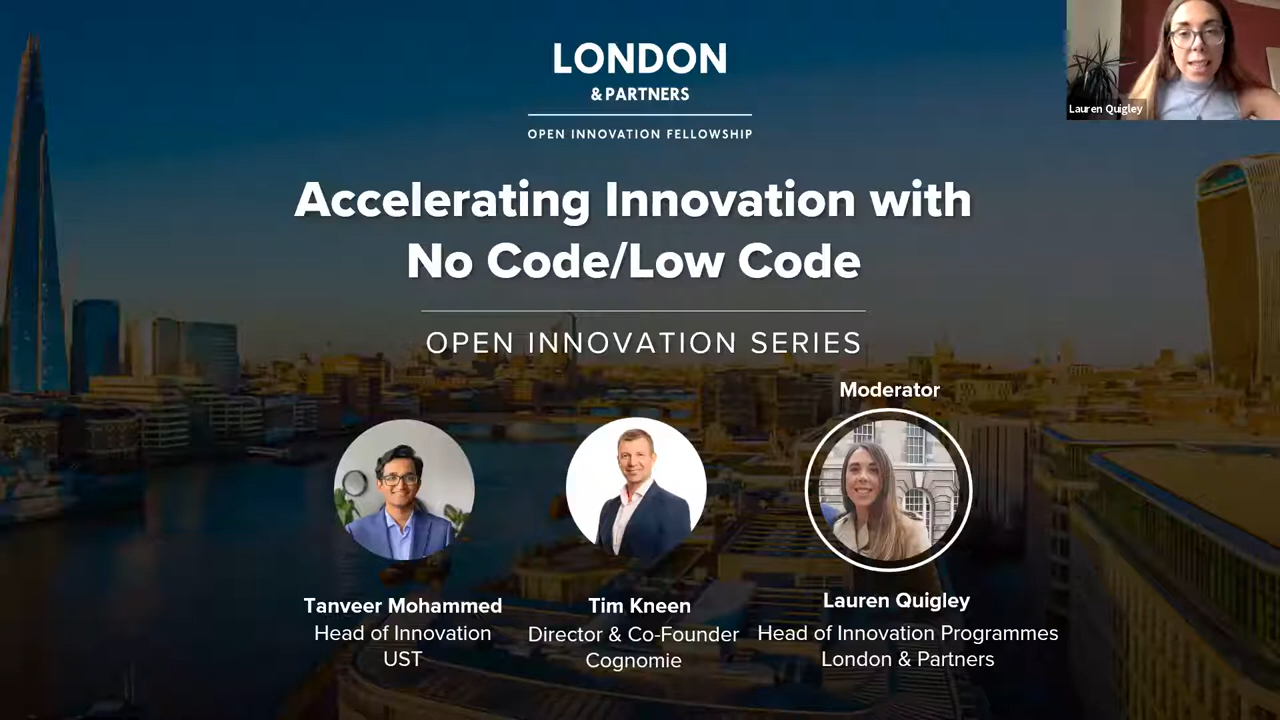 LONDON
& PARTNERS
OPEN INNOVATION FELLOWSHIP
Lauren Quigley
Accelerating Innovation with
No Code/Low Code
OPEN INNOVATION SERIES
Moderator
Tanveer Mohammed
Head of Innovation
UST
Tim Kneen
Director & Co-Founder
Cognomie
Lauren Quigley
Head of Innovation Programmes
London & Partners